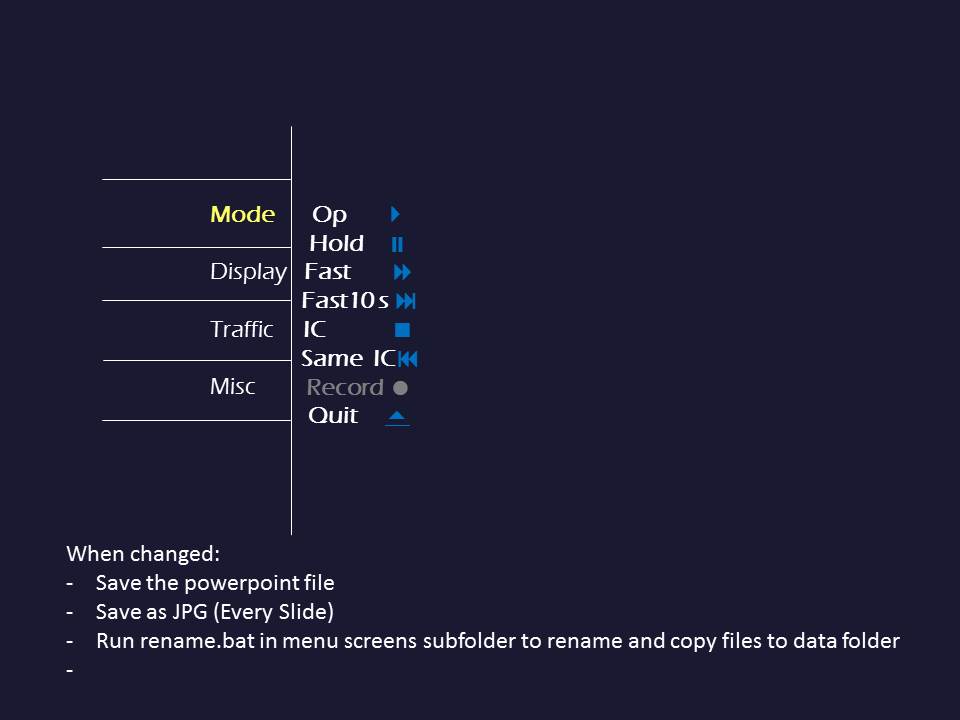 Mode Op
Hold
Display Fast
Fast10 s
Traffic IC
Same IC
Misc Record
Quit
When changed:
- Save the powerpoint file
- Save as JPG (Every Slide)
- Run rename.bat in menu screens subfolder to rename and copy files to data folder
-